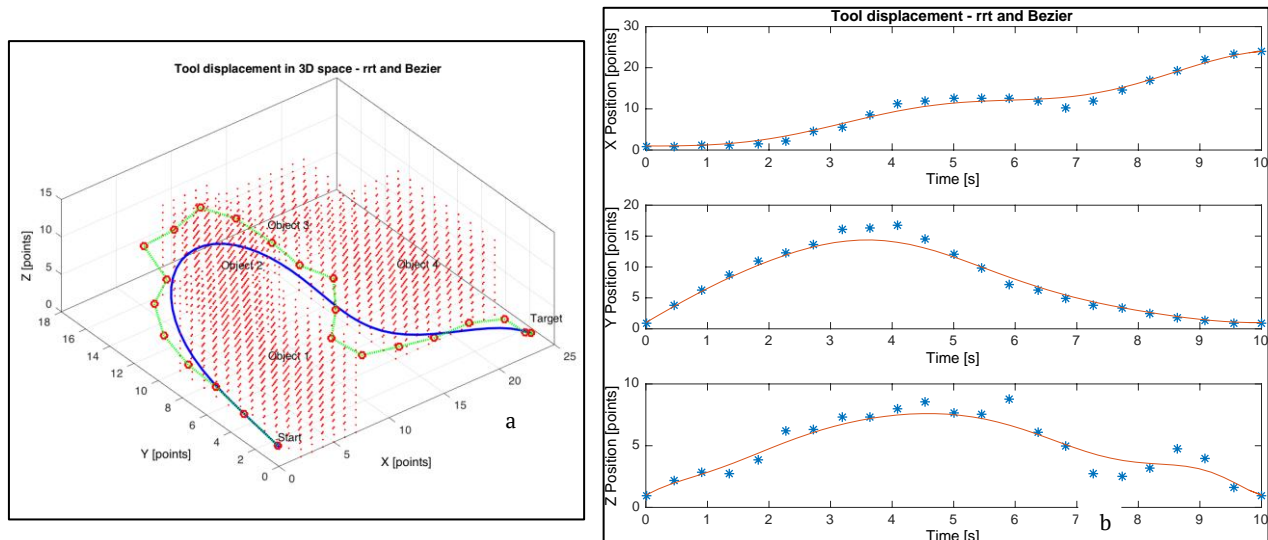 Tool displacement in 3D space - rrt and Bezier
15
10
5
0
Z [points]
18
16
14
12
10
8
6
4
2
0
Y [points]
0
5
10
15
20
25
X [points]
Object 3
Object 2
Object 4
Object 1
Target
Start
a
Tool displacement - rrt and Bezier
30
20
10
0
X Position [points]
0 1 2 3 4 5 6 7 8 9 10
Time [s]
20
15
10
5
0
Y Position [points]
0 1 2 3 4 5 6 7 8 9 10
Time [s]
10
5
0
Z Position [points]
0 1 2 3 4 5 6 7 8 9 10
Time [s]
b